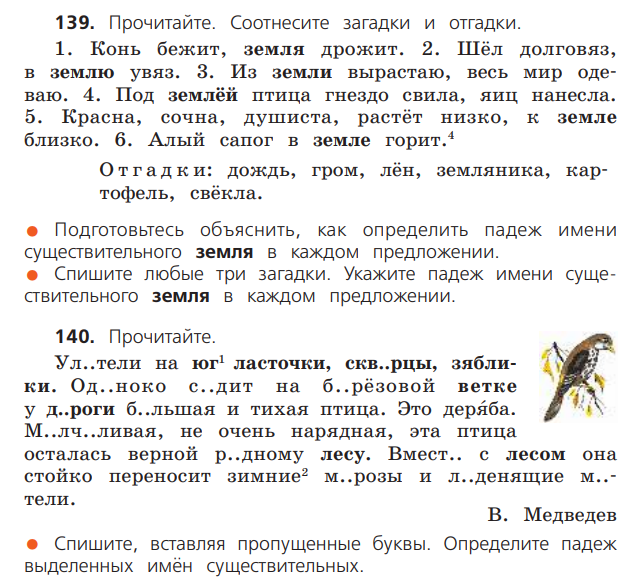 139. Прочитайте. Соотнесите загадки и отгадки.
1. Конь бежит, земля дрожит. 2. Шёл долговяз,
в землю увяз. 3. Из земли вырастаю, весь мир оде-
ваю. 4. Под землёй птица гнездо свила, яиц нанесла.
5. Красна, сочна, душиста, растёт низко, к земле
близко. 6. Алый сапог в земле горит.⁴
Отгадки: дождь, гром, лён, земляника, кар-
тофель, свёкла.
● Подготовьтесь объяснить, как определить падеж имени
существительного земля в каждом предложении.
● Спишите любые три загадки. Укажите падеж имени суще-
ствительного земля в каждом предложении.
140. Прочитайте.
Ул..тели на юг¹ ласточки, скв..рцы, зябли-
ки. Од..ноко с..дит на б..рёзовой ветке
у д..роги б..льшая и тихая птица. Это деря́ба.
М..лч..ливая, не очень нарядная, эта птица
осталась верной р..дному лесу. Вмест.. с лесом она
стойко переносит зимние² м..розы и л..денящие м..-
тели.
В. Медведев
● Спишите, вставляя пропущенные буквы. Определите падеж
выделенных имён существительных.